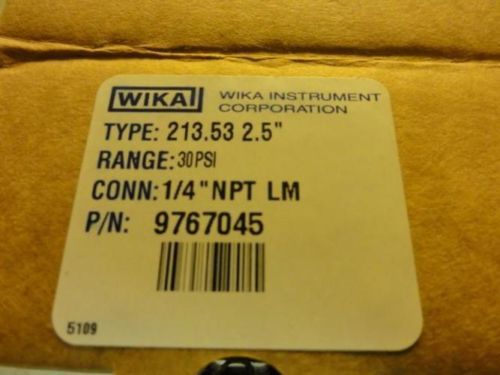 WIKA WIKA INSTRUMENT
CORPORATION
TYPE: 213.53 2.5"
RANGE: 30 PSI
CONN: 1/4" NPT LM
P/N: 9767045
5109